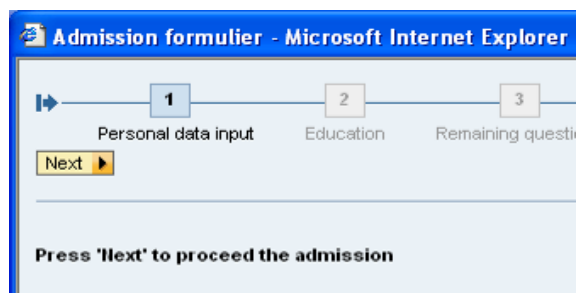 Admission formulier - Microsoft Internet Explorer
1 2 3
Personal data input Education Remaining
Next
Press 'Next' to proceed the admission